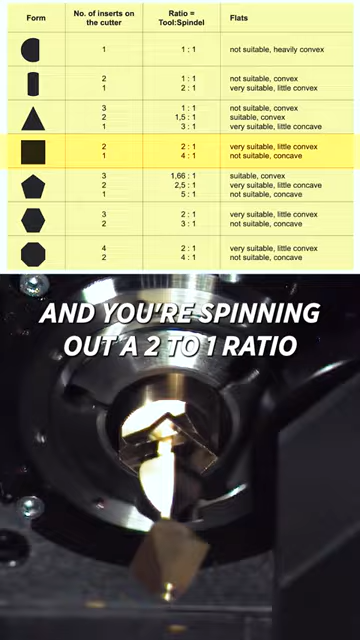 Form No. of inserts on the cutter Ratio = Tool:Spindel Flats
1 1 : 1 not suitable, heavily convex
2 1 : 1 not suitable, convex
1 2 : 1 very suitable, little convex
3 1 : 1 not suitable, convex
2 1,5 : 1 suitable, convex
1 3 : 1 very suitable, little concave
2 2 : 1 very suitable, little convex
1 4 : 1 not suitable, concave
3 1,66 : 1 suitable, convex
2 2,5 : 1 very suitable, little concave
1 5 : 1 not suitable, concave
3 2 : 1 very suitable, little convex
2 3 : 1 not suitable, concave
4 2 : 1 very suitable, little convex
2 4 : 1 not suitable, concave
AND YOU'RE SPINNING
OUT A 2 TO 1 RATIO